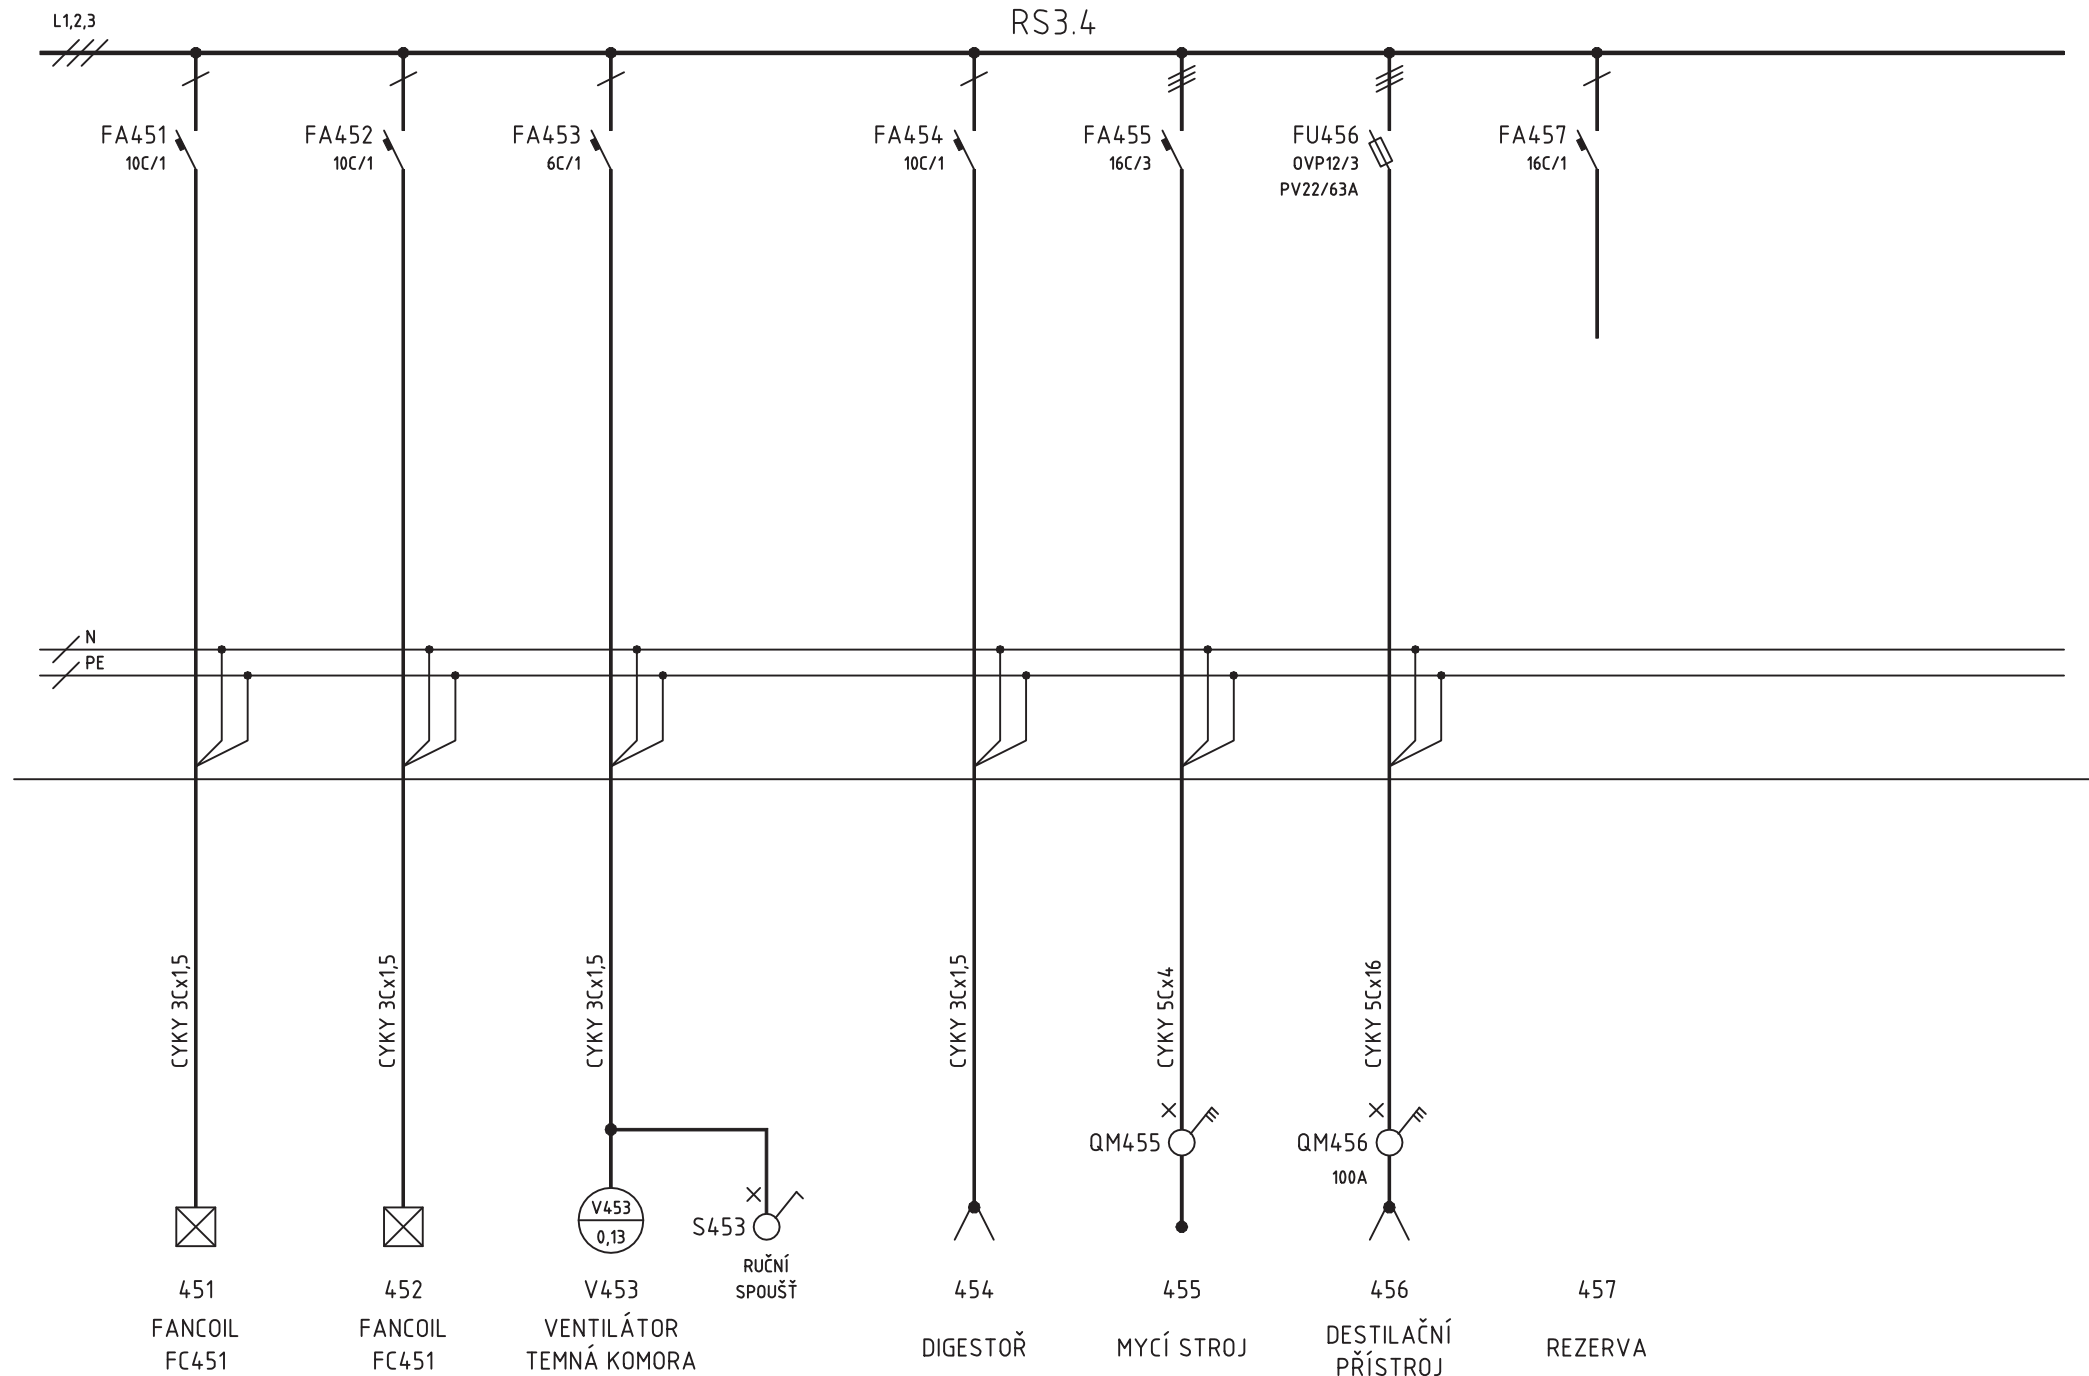 L1,2,3
RS3.4
FA451
10C/1
FA452
10C/1
FA453
6C/1
FA454
10C/1
FA455
16C/3
FU456
OVP12/3
PV22/63A
FA457
16C/1
N
PE
CYKY 3Cx1,5
CYKY 3Cx1,5
CYKY 3Cx1,5
CYKY 3Cx1,5
CYKY 5Cx4
CYKY 5Cx16
QM455
QM456
100A
V453
0,13
S453
RUČNÍ
SPOUŠŤ
451
FANCOIL
FC451
452
FANCOIL
FC451
V453
VENTILÁTOR
TEMNÁ KOMORA
454
DIGESTOŘ
455
MYCÍ STROJ
456
DESTILAČNÍ
PŘÍSTROJ
457
REZERVA